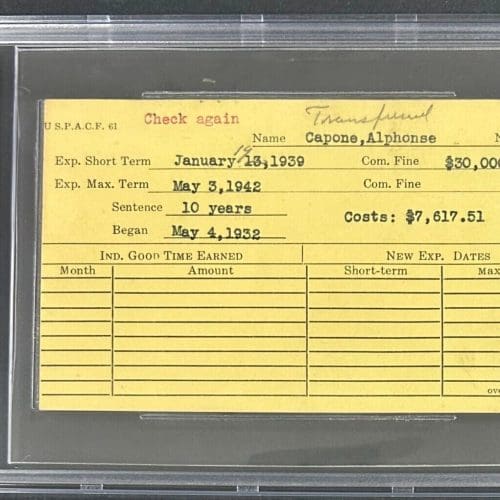 Check again Transferred
U S.P.A.C.F. 61
Name Capone,Alphonse N
Exp. Short Term January 13,1939 Com. Fine $30,000
19
Exp. Max. Term May 3,1942 Com. Fine
Sentence 10 years Costs: $7,617.51
Began May 4,1932
IND. GOOD TIME EARNED NEW EXP. DATES
Month Amount Short-term Max
ov